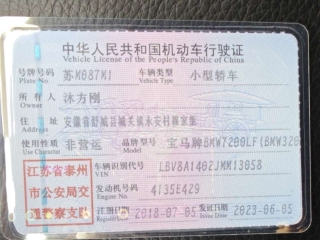 中华人民共和国机动车行驶证
Vehicle License of the People's Republic of China
号牌号码 苏M087M1 车辆类型 小型轿车
Plate No. Vehicle Type
所有人 沐方刚
Owner
住址 安徽省舒城县城关镇永安村
Address
使用性质 非营运 品牌型号 宝马牌BMW7200LF(BMW320
Use Character Model
江苏省泰州
市公安局交
通警察支队
车辆识别代号 LBV8A1402JMM13058
VIN
发动机号码 4135E429
Engine No.
注册日期 2018-07-05 发证日期 2023-06-05
Register Date Issue Date